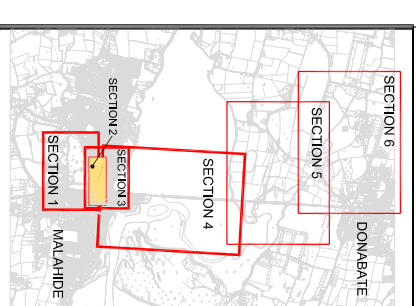 SECTION 1
MALAHIDE
SECTION 2
SECTION 3
SECTION 4
SECTION 5
SECTION 6
DONABATE